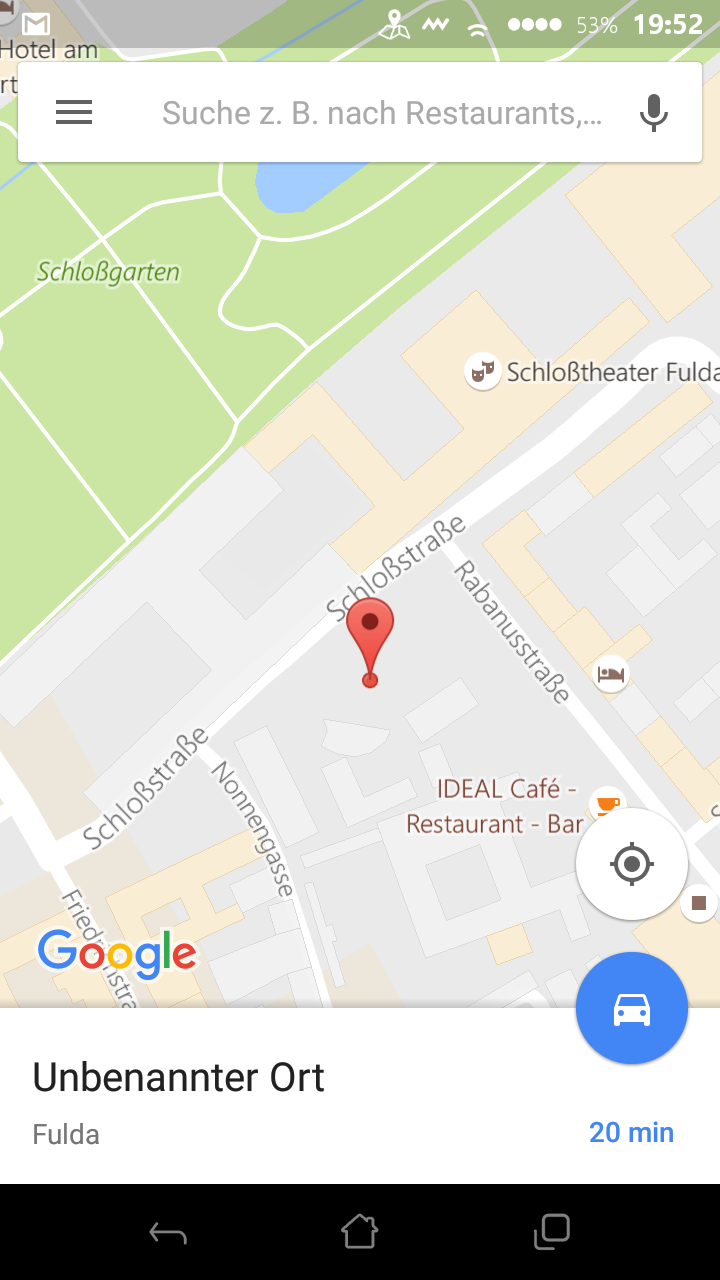 53% 19:52
Hotel am
rt
Suche z. B. nach Restaurants,...
Schloßgarten
Schloßtheater Fulda
Schloßstraße
Rabanusstraße
Schloßstraße
Nonnengasse
IDEAL Café -
Restaurant - Bar
Google
Unbenannter Ort
Fulda
20 min